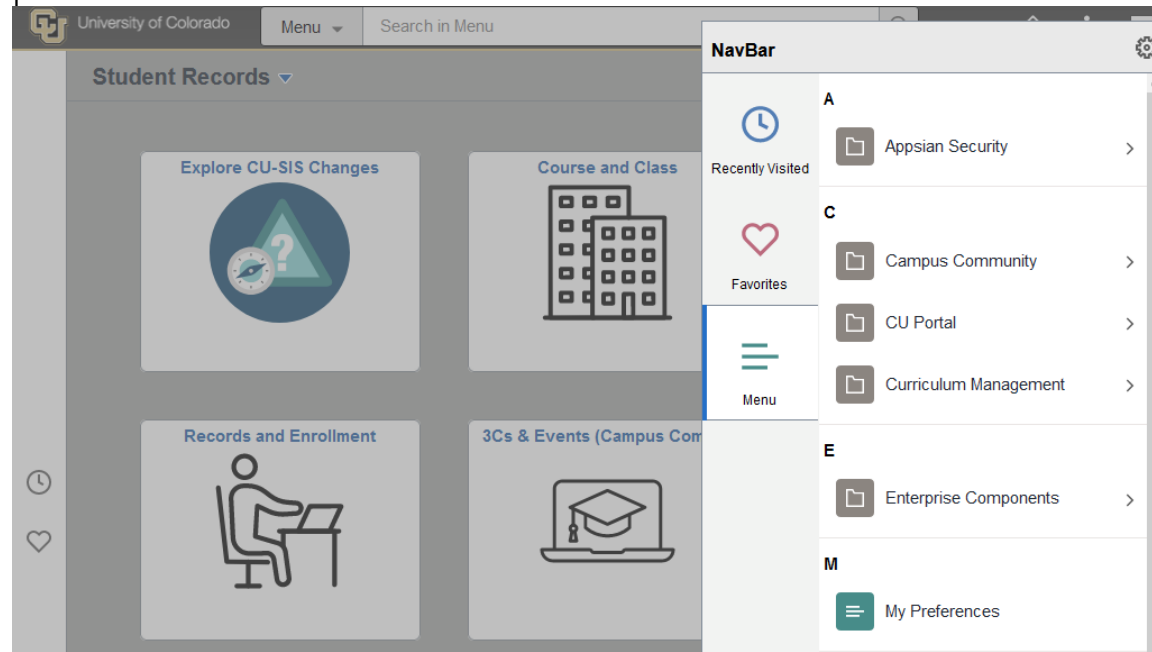 University of Colorado
Menu
Search in Menu
NavBar
Student Records
Explore CU-SIS Changes
?
Course and Class
Records and Enrollment
3Cs & Events (Campus Com
Recently Visited
Favorites
Menu
A
Appsian Security
C
Campus Community
CU Portal
Curriculum Management
E
Enterprise Components
M
My Preferences